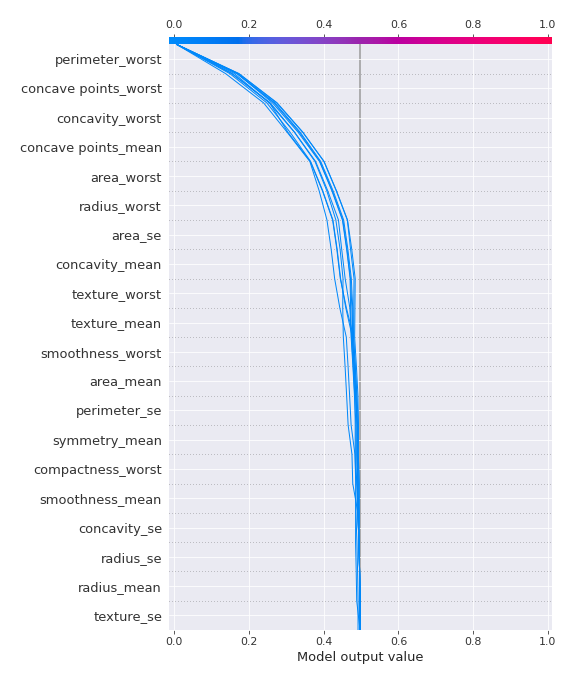 0.0 0.2 0.4 0.6 0.8 1.0
perimeter_worst
concave points_worst
concavity_worst
concave points_mean
area_worst
radius_worst
area_se
concavity_mean
texture_worst
texture_mean
smoothness_worst
area_mean
perimeter_se
symmetry_mean
compactness_worst
smoothness_mean
concavity_se
radius_se
radius_mean
texture_se
0.0 0.2 0.4 0.6 0.8 1.0
Model output value